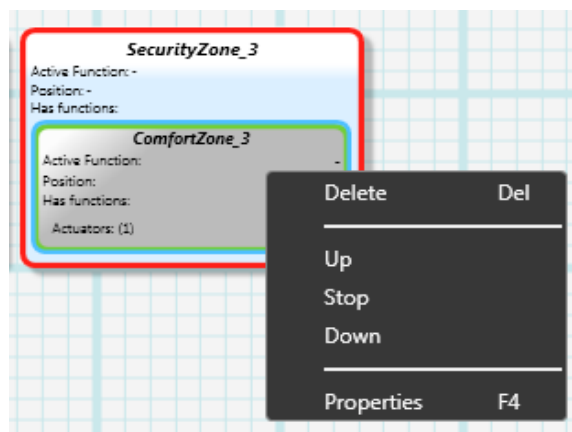 SecurityZone_3
Active Function: -
Position: -
Has functions:
ComfortZone_3
Active Function: -
Position:
Has functions:
Actuators: (1)
Delete Del
Up
Stop
Down
Properties F4